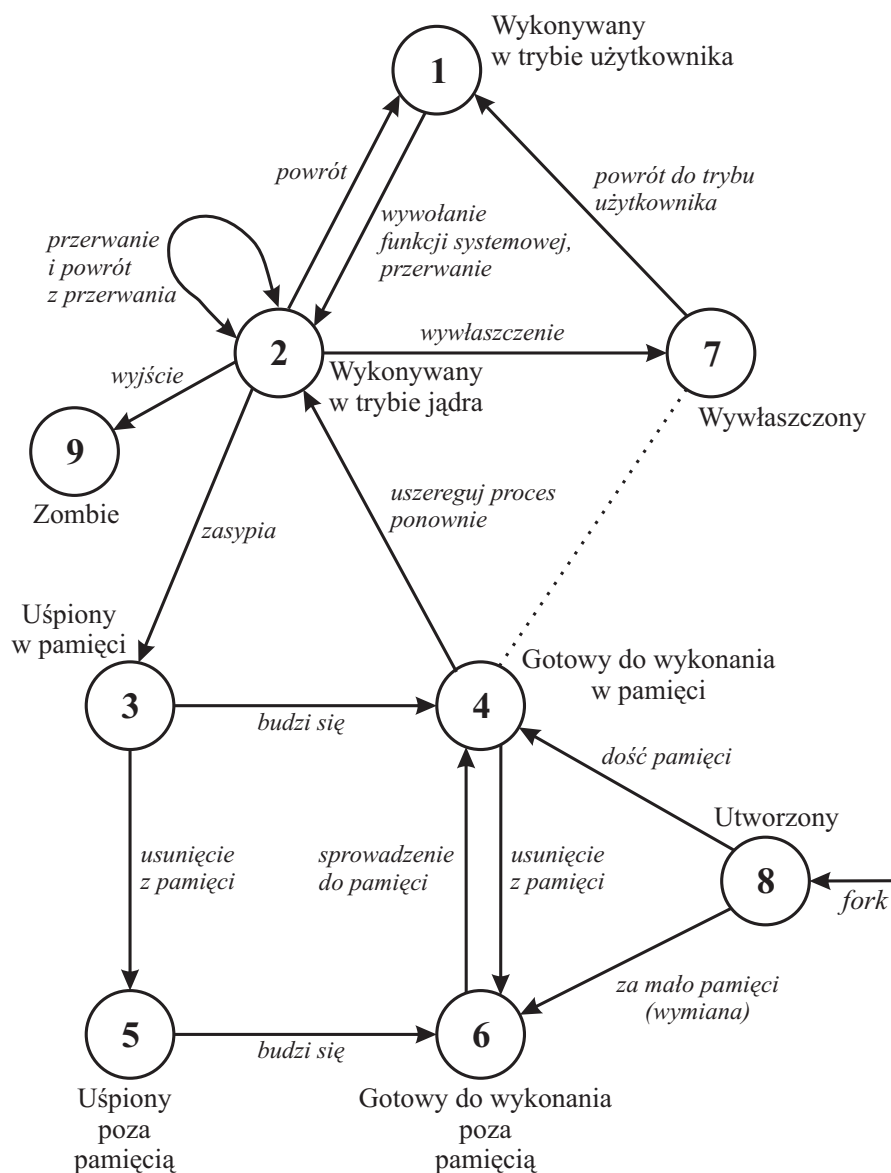 Wykonywany
w trybie użytkownika
1
powrót
powrót do trybu
użytkownika
wywołanie
funkcji systemowej,
przerwanie
przerwanie
i powrót
z przerwania
2
wywłaszczenie
7
wyjście
Wykonywany
w trybie jądra
Wywłaszczony
9
Zombie
uszereguj proces
ponownie
zasypia
Uśpiony
w pamięci
Gotowy do wykonania
w pamięci
3
budzi się
4
dość pamięci
Utworzony
usunięcie
z pamięci
sprowadzenie
do pamięci
usunięcie
z pamięci
8
fork
za mało pamięci
(wymiana)
5
budzi się
6
Uśpiony
poza
pamięcią
Gotowy do wykonania
poza
pamięcią